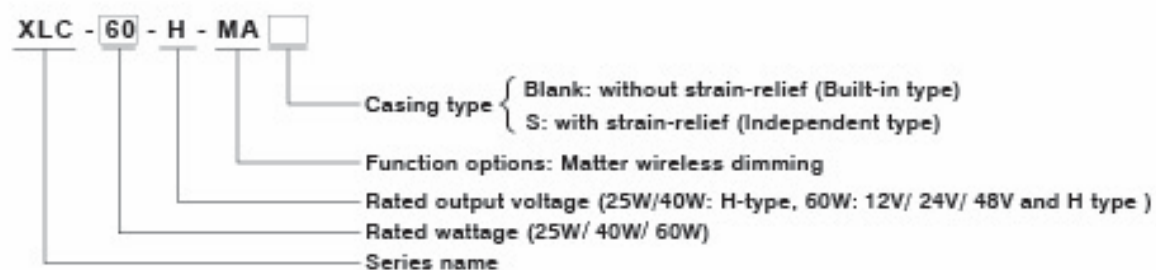 XLC - 60 - H - MA
Casing type
Blank: without strain-relief (Built-in type)
S: with strain-relief (Independent type)
Function options: Matter wireless dimming
Rated output voltage (25W/40W: H-type, 60W: 12V/ 24V/ 48V and H type )
Rated wattage (25W/ 40W/ 60W)
Series name